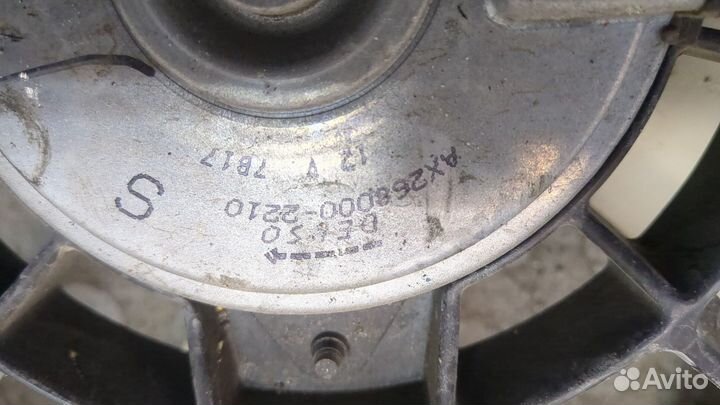 DENSO
AX268000-2210
12 V 7B17
S
Avito